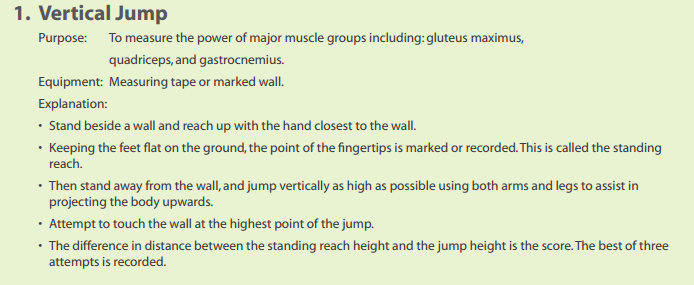 1. Vertical Jump
Purpose: To measure the power of major muscle groups including: gluteus maximus,
quadriceps, and gastrocnemius.
Equipment: Measuring tape or marked wall.
Explanation:
• Stand beside a wall and reach up with the hand closest to the wall.
• Keeping the feet flat on the ground, the point of the fingertips is marked or recorded. This is called the standing
reach.
• Then stand away from the wall, and jump vertically as high as possible using both arms and legs to assist in
projecting the body upwards.
• Attempt to touch the wall at the highest point of the jump.
• The difference in distance between the standing reach height and the jump height is the score. The best of three
attempts is recorded.